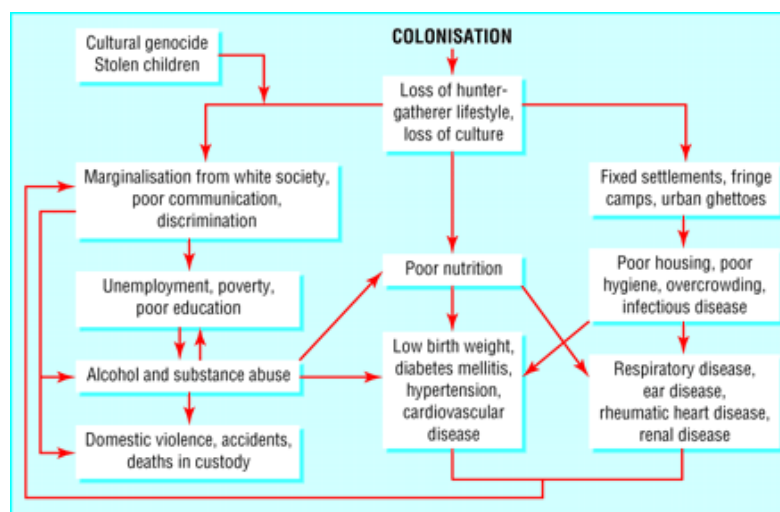 Cultural genocide
Stolen children
COLONISATION
Loss of hunter-
gatherer lifestyle,
loss of culture
Marginalisation from white society,
poor communication,
discrimination
Fixed settlements, fringe
camps, urban ghettoes
Unemployment, poverty,
poor education
Poor nutrition
Poor housing, poor
hygiene, overcrowding,
infectious disease
Alcohol and substance abuse
Low birth weight,
diabetes mellitis,
hypertension,
cardiovascular
disease
Respiratory disease,
ear disease,
rheumatic heart disease,
renal disease
Domestic violence, accidents,
deaths in custody